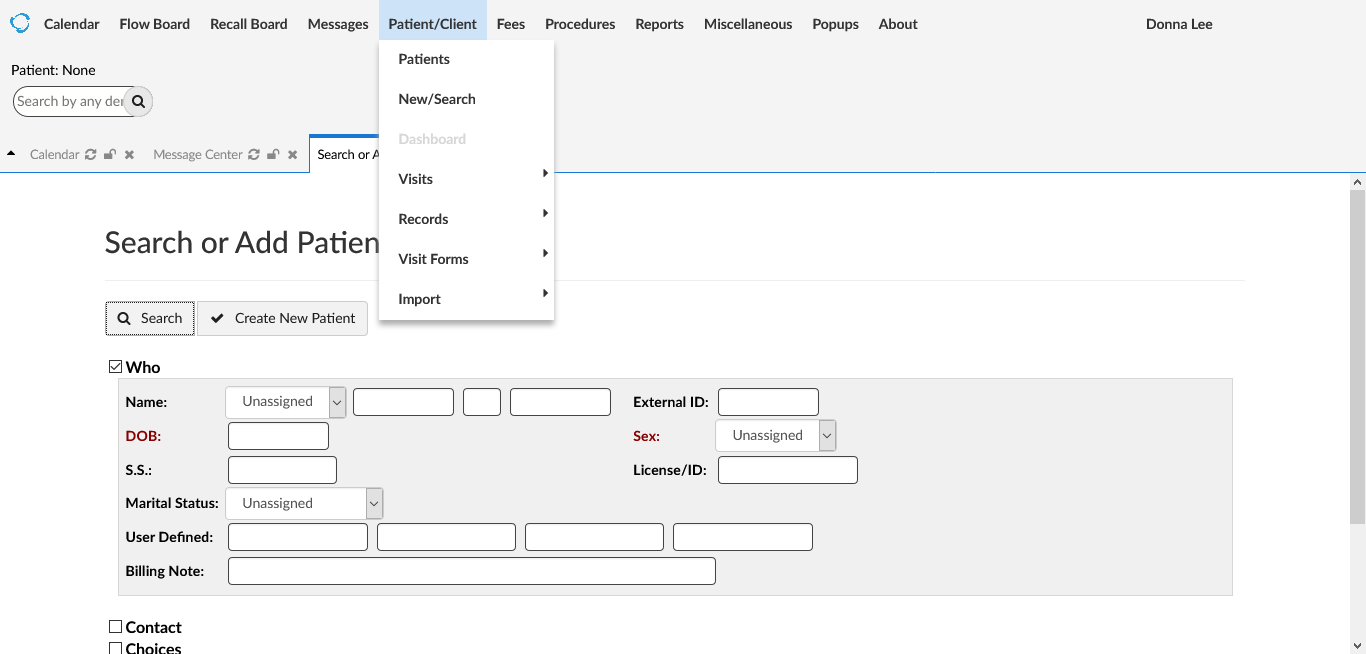 Calendar Flow Board Recall Board Messages Patient/Client Fees Procedures Reports Miscellaneous Popups About Donna Lee
Patients
New/Search
Dashboard
Visits
Records
Visit Forms
Import
Patient: None
Search by any der
Calendar Message Center Search or A
Search or Add Patien
Search Create New Patient
Who
Name: Unassigned External ID:
DOB: Sex: Unassigned
S.S.: License/ID:
Marital Status: Unassigned
User Defined:
Billing Note:
Contact
Choices